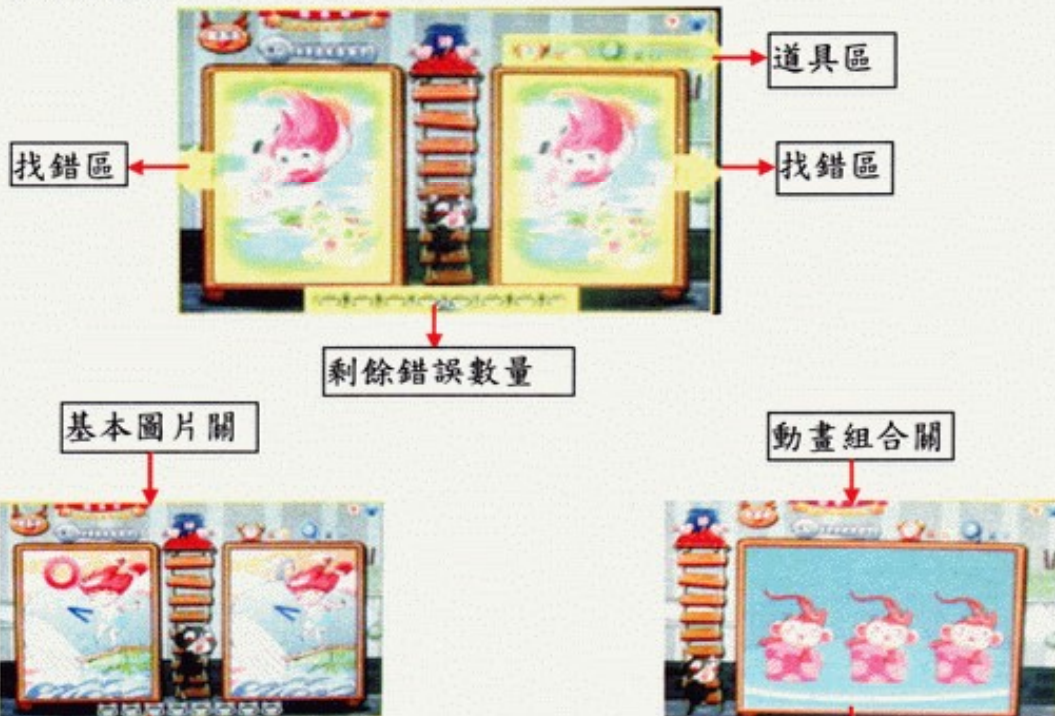 道具區
找錯區
找錯區
剩餘錯誤數量
基本圖片關
動畫組合關